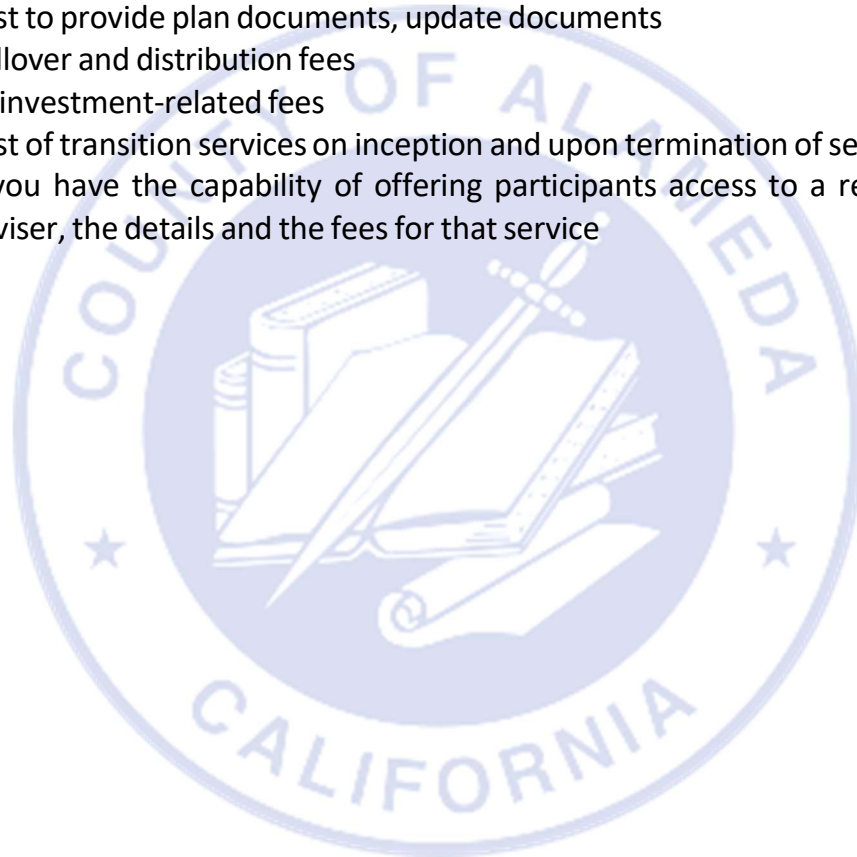 st to provide plan documents, update documents
llover and distribution fees
investment-related fees
st of transition services on inception and upon termination of se
you have the capability of offering participants access to a re
viser, the details and the fees for that service
COUNTY OF ALAMEDA
CALIFORNIA